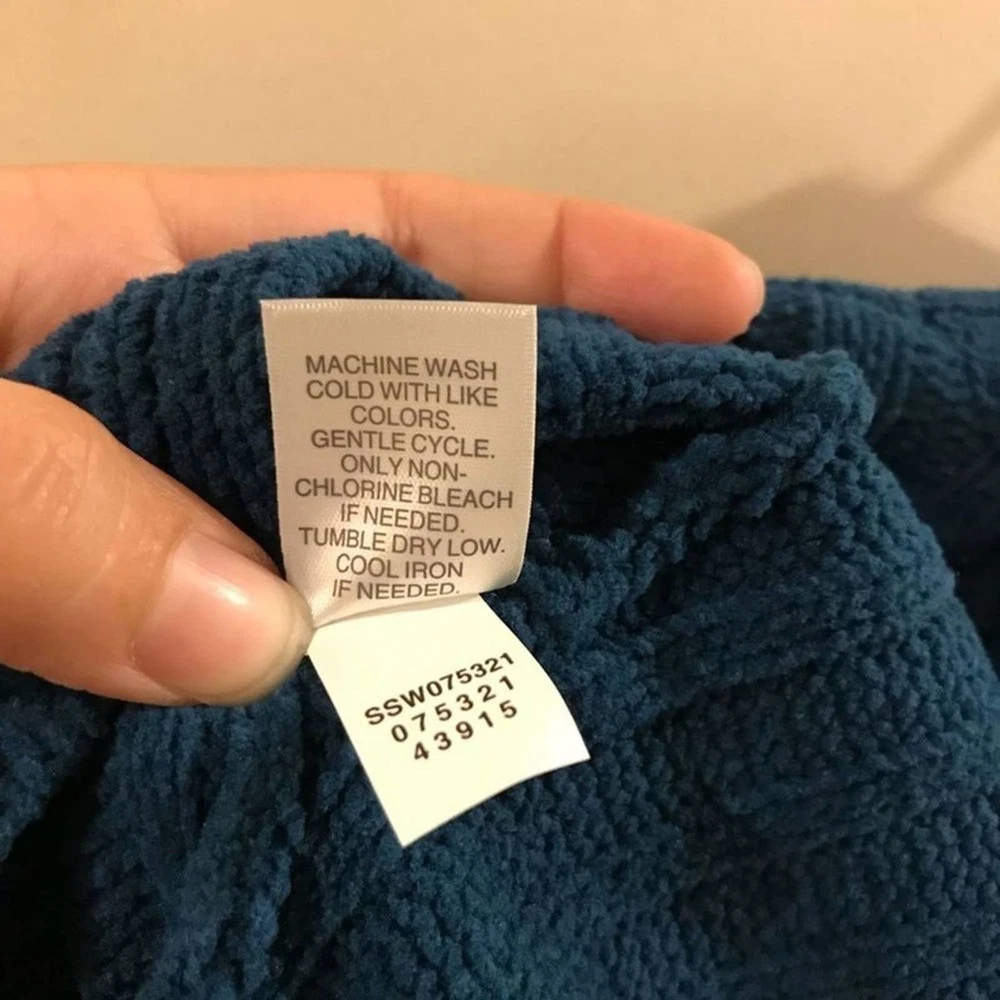 MACHINE WASH
COLD WITH LIKE
COLORS.
GENTLE CYCLE.
ONLY NON-
CHLORINE BLEACH
IF NEEDED.
TUMBLE DRY LOW.
COOL IRON
IF NEEDED.
SSW075321
075321
43915